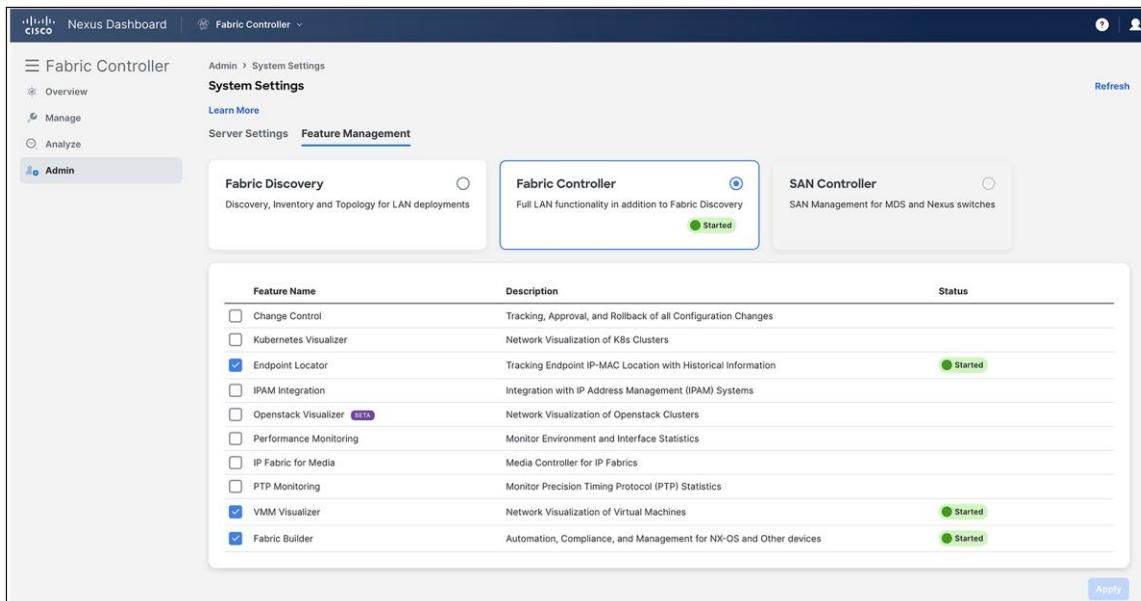 CISCO Nexus Dashboard Fabric Controller ?
Fabric Controller
Overview
Manage
Analyze
Admin
Admin > System Settings
System Settings
Refresh
Learn More
Server Settings Feature Management
Fabric Discovery
Discovery, Inventory and Topology for LAN deployments
Fabric Controller
Full LAN functionality in addition to Fabric Discovery
Started
SAN Controller
SAN Management for MDS and Nexus switches
Feature Name Description Status
Change Control Tracking, Approval, and Rollback of all Configuration Changes
Kubernetes Visualizer Network Visualization of K8s Clusters
Endpoint Locator Tracking Endpoint IP-MAC Location with Historical Information Started
IPAM Integration Integration with IP Address Management (IPAM) Systems
Openstack Visualizer BETA Network Visualization of Openstack Clusters
Performance Monitoring Monitor Environment and Interface Statistics
IP Fabric for Media Media Controller for IP Fabrics
PTP Monitoring Monitor Precision Timing Protocol (PTP) Statistics
VMM Visualizer Network Visualization of Virtual Machines Started
Fabric Builder Automation, Compliance, and Management for NX-OS and Other devices Started
Apply